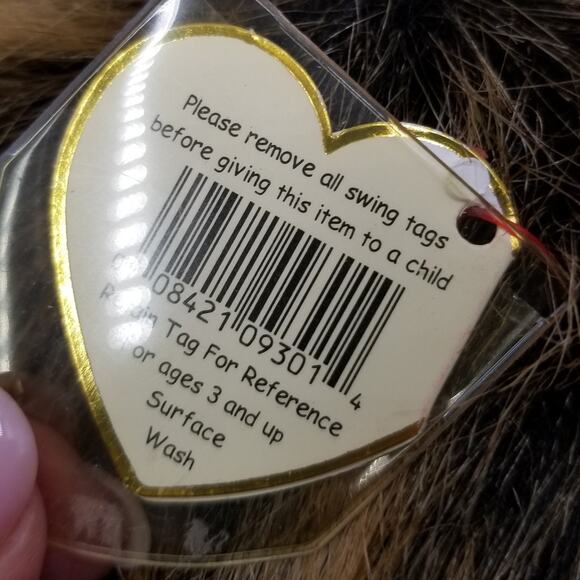 Please remove all swing tags
before giving this item to a child
08421 09301 4
Tag For Reference
For ages 3 and up
Surface
Wash